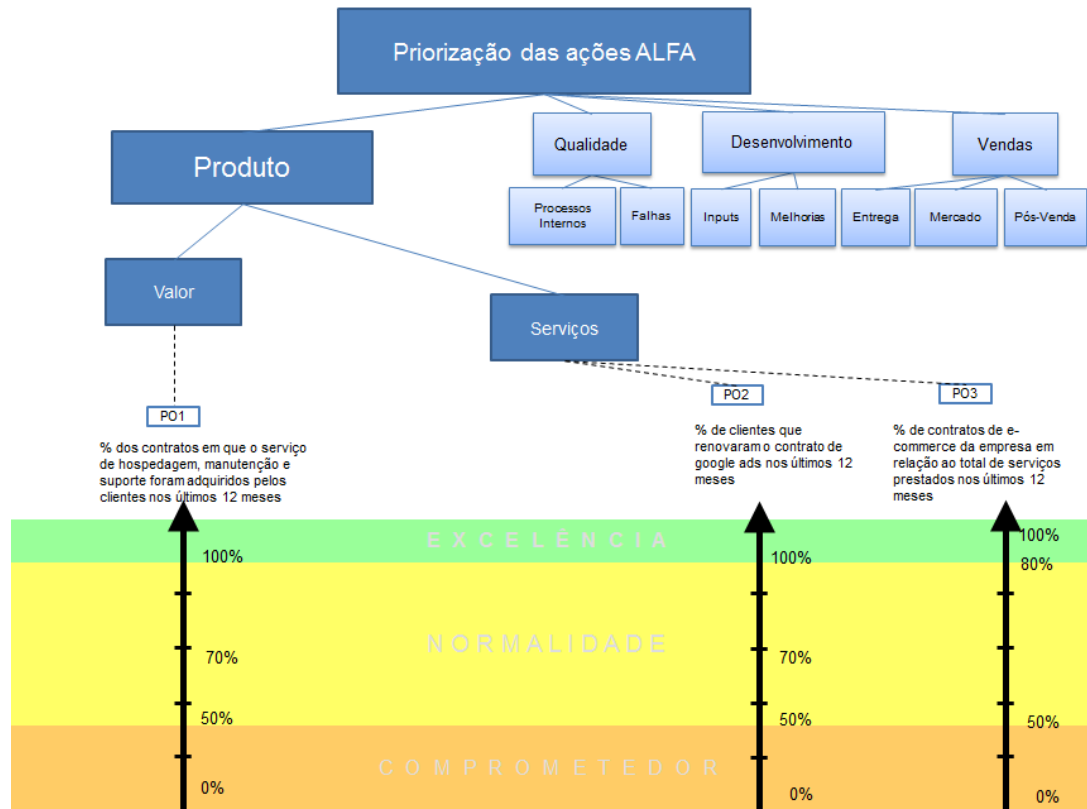 Priorização das ações ALFA
Produto
Qualidade
Desenvolvimento
Vendas
Processos
Internos
Falhas
Inputs
Melhorias
Entrega
Mercado
Pós-Venda
Valor
Serviços
PO1
PO2
PO3
% dos contratos em que o serviço
de hospedagem, manutenção e
suporte foram adquiridos pelos
clientes nos últimos 12 meses
% de clientes que
renovaram o contrato de
google ads nos últimos 12
meses
% de contratos de e-
commerce da empresa em
relação ao total de serviços
prestados nos últimos 12
meses
EXCELÊNCIA
100%
100%
100%
80%
NORMALIDADE
70%
70%
50%
50%
50%
COMPROMETEDOR
0%
0%
0%